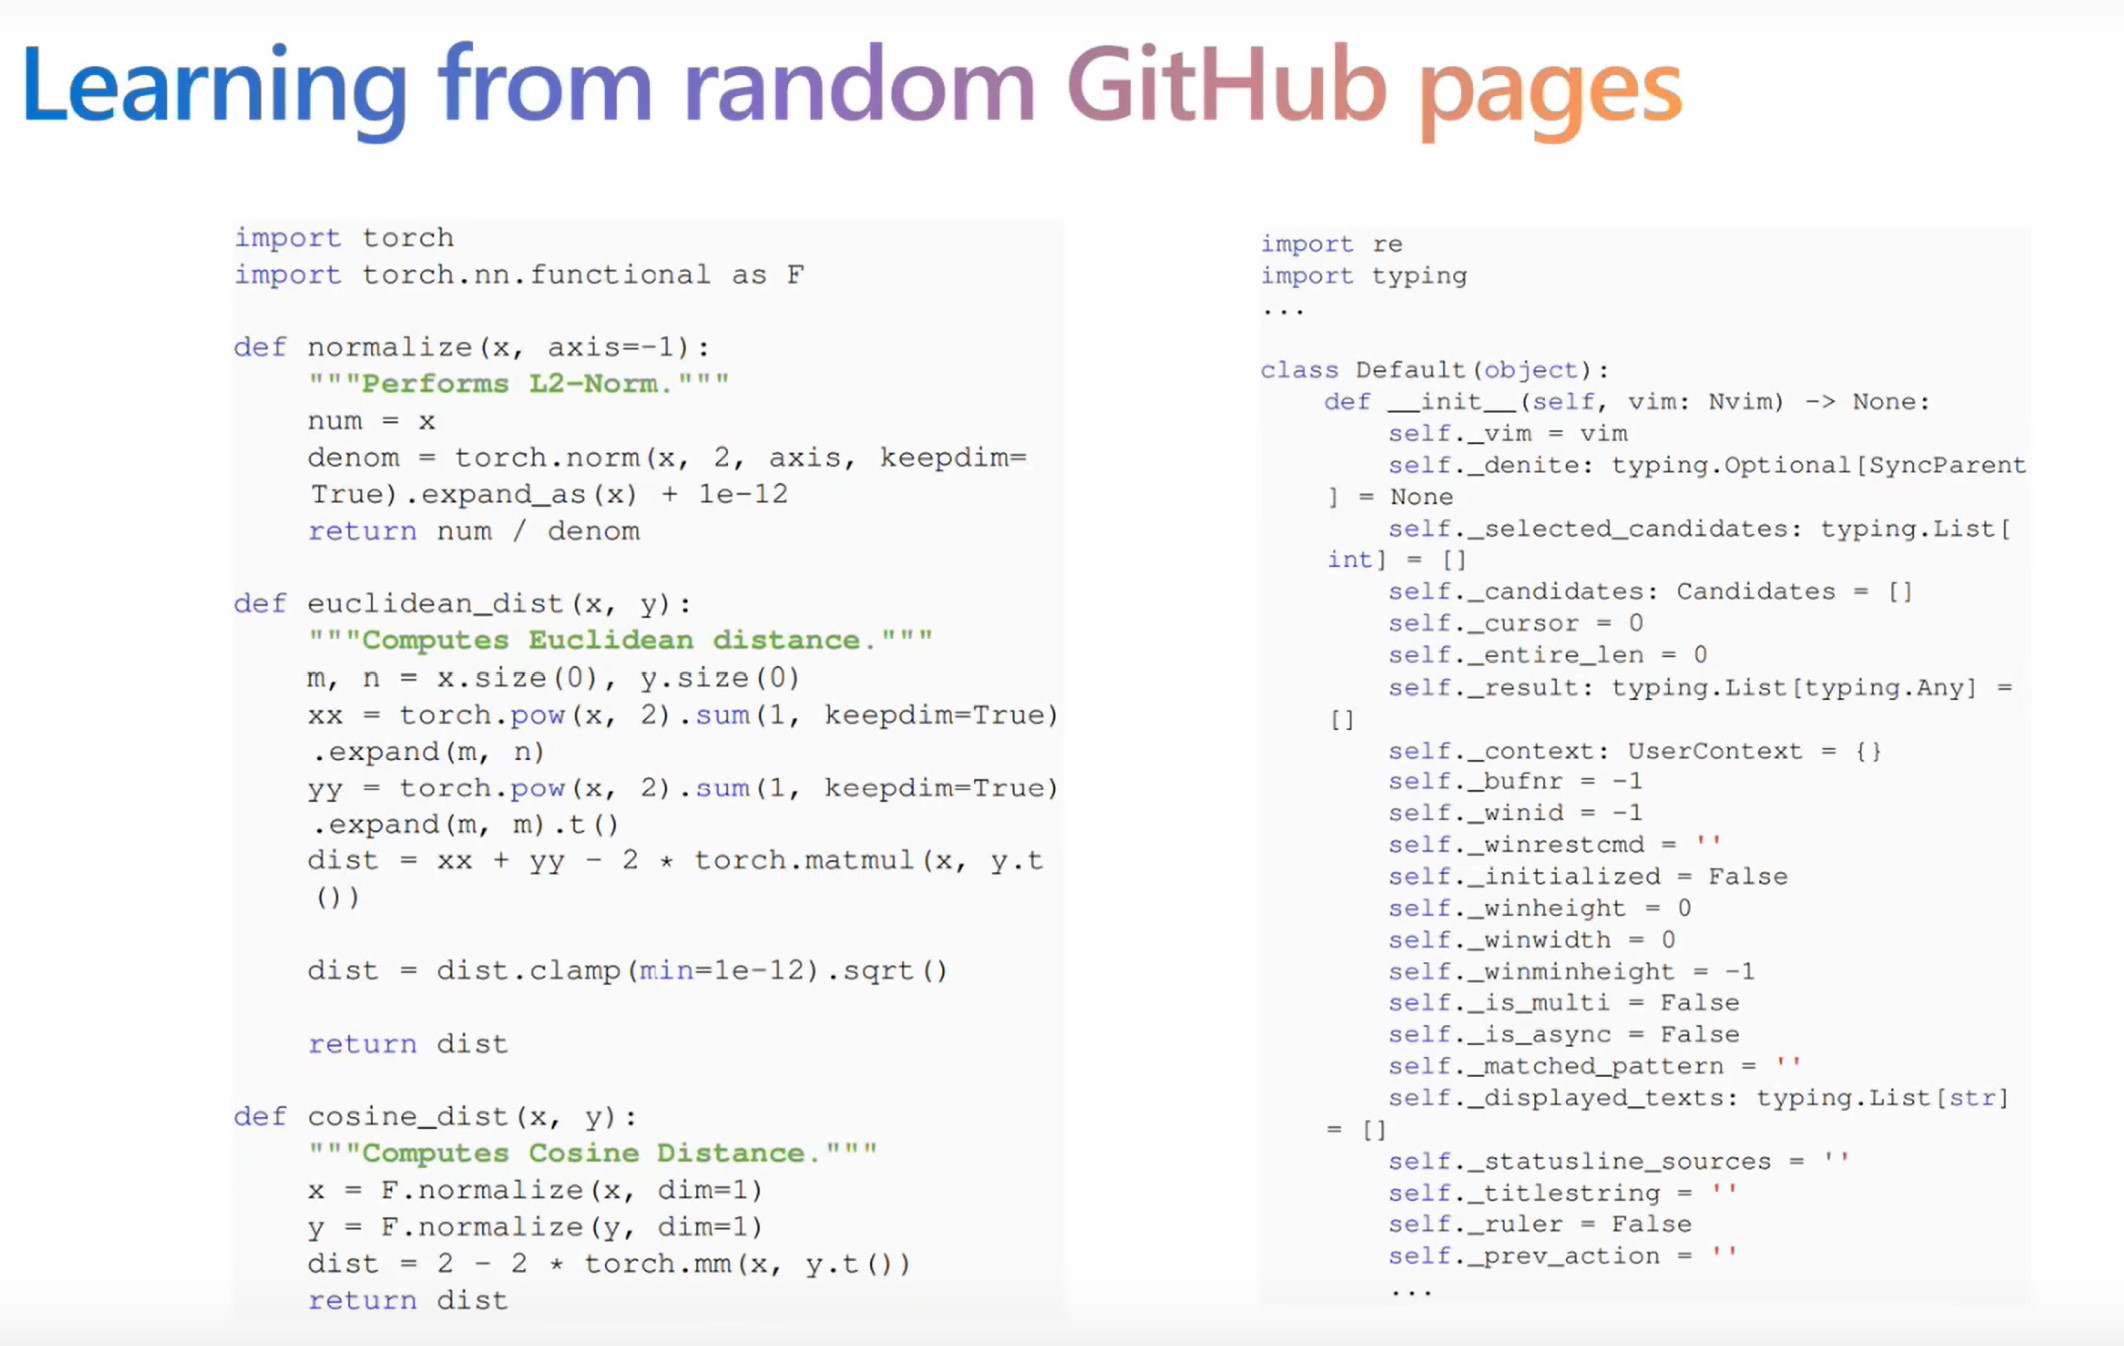 Learning from random GitHub pages
import torch
import torch.nn.functional as F
def normalize(x, axis=-1):
"""Performs L2-Norm."""
num = x
denom = torch.norm(x, 2, axis, keepdim=
True).expand_as(x) + 1e-12
return num / denom
def euclidean_dist(x, y):
"""Computes Euclidean distance."""
m, n = x.size(0), y.size(0)
xx = torch.pow(x, 2).sum(1, keepdim=True)
.expand(m, n)
yy = torch.pow(x, 2).sum(1, keepdim=True)
.expand(m, m).t()
dist = xx + yy - 2 * torch.matmul(x, y.t
())
dist = dist.clamp(min=1e-12).sqrt()
return dist
def cosine_dist(x, y):
"""Computes Cosine Distance."""
x = F.normalize(x, dim=1)
y = F.normalize(y, dim=1)
dist = 2 - 2 * torch.mm(x, y.t())
return dist
import re
import typing
...
class Default(object):
def __init__(self, vim: Nvim) -> None:
self._vim = vim
self._denite: typing.Optional[SyncParent
] = None
self._selected_candidates: typing.List[
int] = []
self._candidates: Candidates = []
self._cursor = 0
self._entire_len = 0
self._result: typing.List[typing.Any] =
[]
self._context: UserContext = {}
self._bufnr = -1
self._winid = -1
self._winrestcmd = ''
self._initialized = False
self._winheight = 0
self._winwidth = 0
self._winminheight = -1
self._is_multi = False
self._is_async = False
self._matched_pattern = ''
self._displayed_texts: typing.List[str]
= []
self._statusline_sources = ''
self._titlestring = ''
self._ruler = False
self._prev_action = ''
...